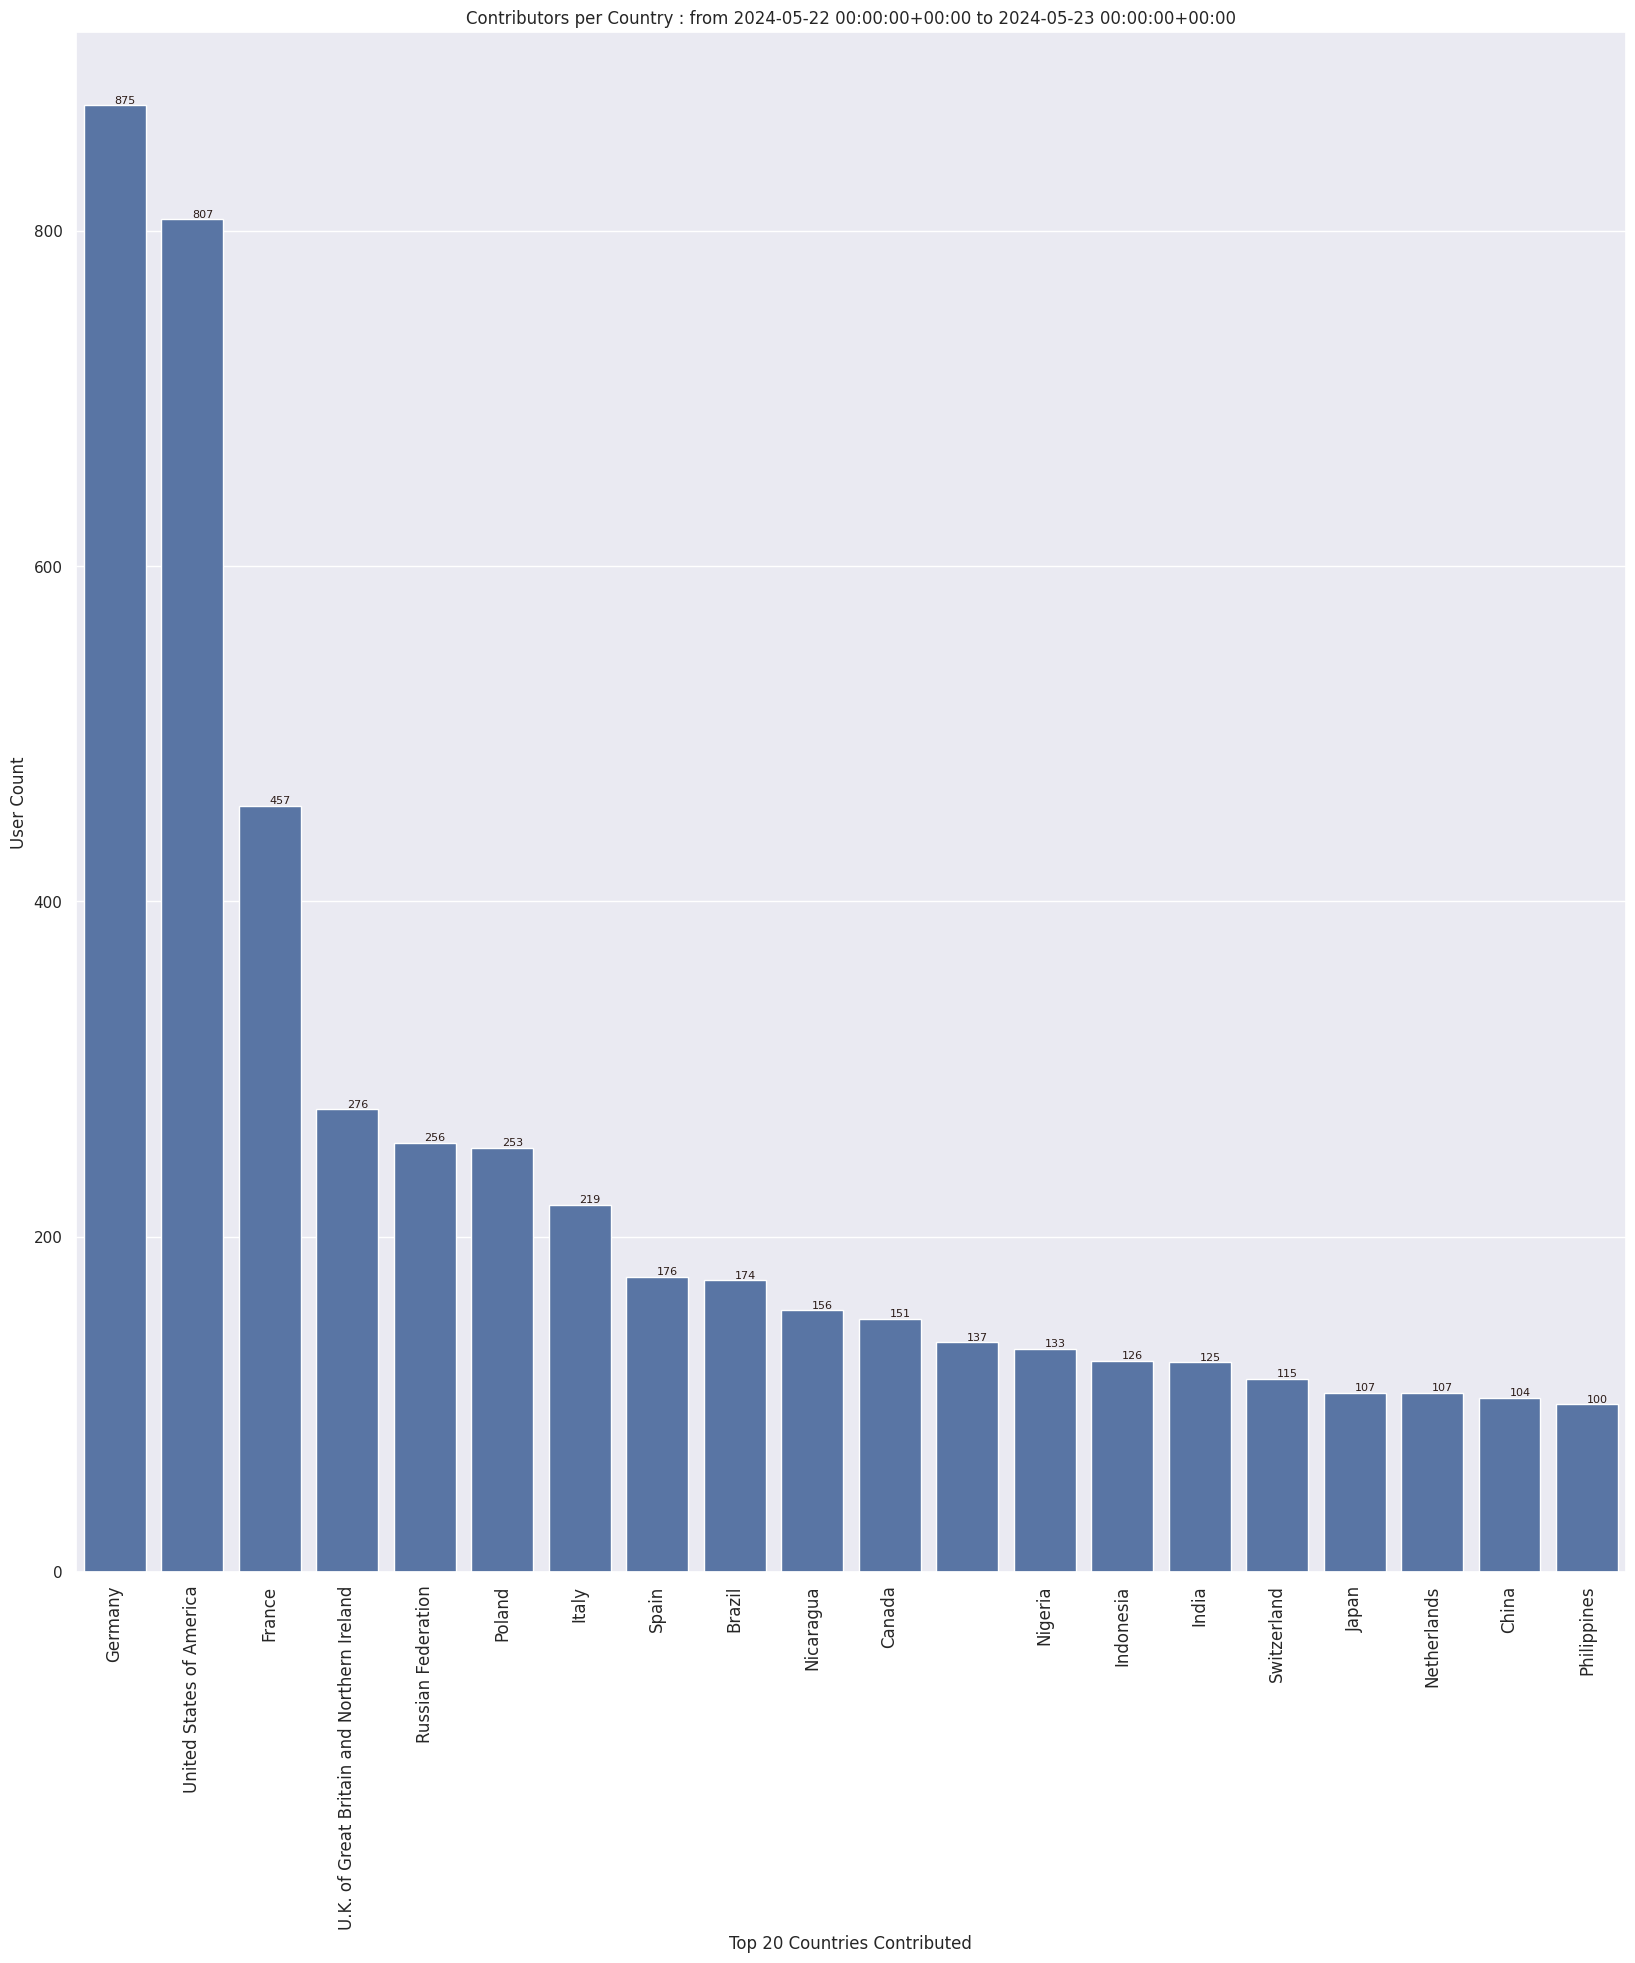 Contributors per Country : from 2024-05-22 00:00:00+00:00 to 2024-05-23 00:00:00+00:00
User Count
800
600
400
200
0
875
807
457
276
256
253
219
176
174
156
151
137
133
126
125
115
107
107
104
100
Germany
United States of America
France
U.K. of Great Britain and Northern Ireland
Russian Federation
Poland
Italy
Spain
Brazil
Nicaragua
Canada
Nigeria
Indonesia
India
Switzerland
Japan
Netherlands
China
Philippines
Top 20 Countries Contributed